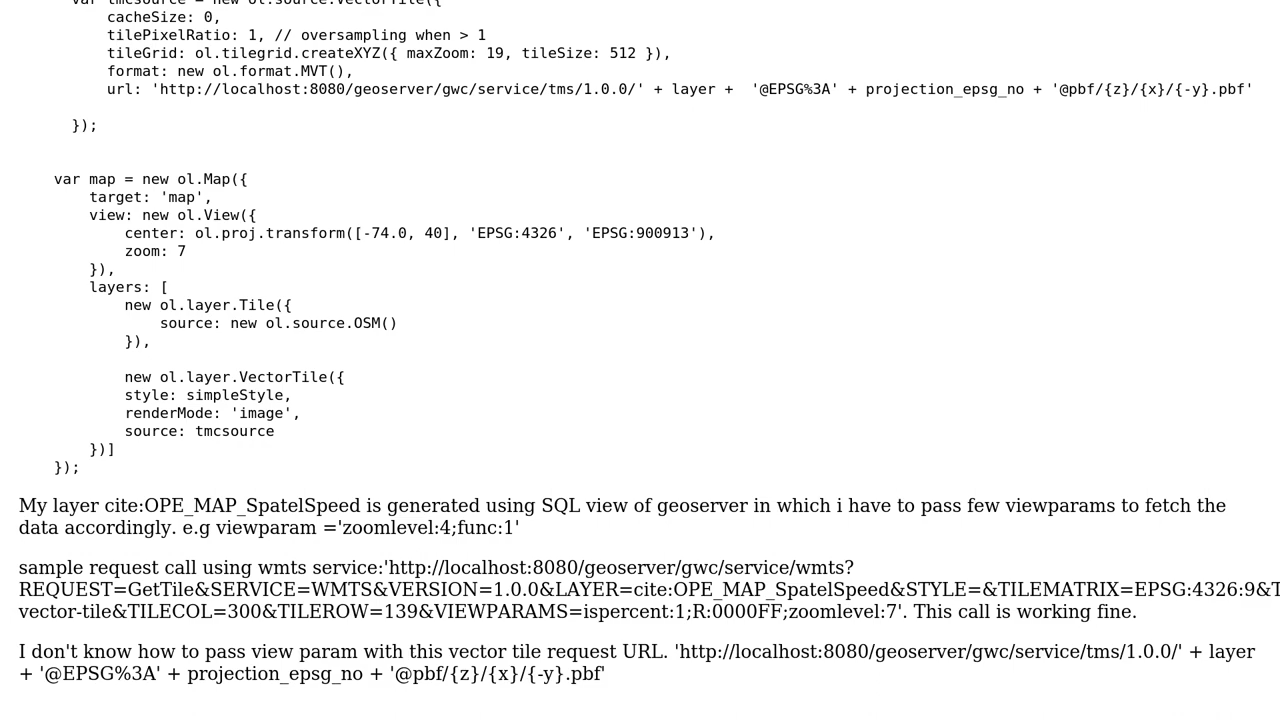 var tmcsource = new ol.source.VectorTile({
cacheSize: 0,
tilePixelRatio: 1, // oversampling when > 1
tileGrid: ol.tilegrid.createXYZ({ maxZoom: 19, tileSize: 512 }),
format: new ol.format.MVT(),
url: 'http://localhost:8080/geoserver/gwc/service/tms/1.0.0/' + layer +  '@EPSG%3A' + projection_epsg_no + '@pbf/{z}/{x}/{-y}.pbf'
});
var map = new ol.Map({
target: 'map',
view: new ol.View({
center: ol.proj.transform([-74.0, 40], 'EPSG:4326', 'EPSG:900913'),
zoom: 7
}),
layers: [
new ol.layer.Tile({
source: new ol.source.OSM()
}),
new ol.layer.VectorTile({
style: simpleStyle,
renderMode: 'image',
source: tmcsource
})]
});
My layer cite:OPE_MAP_SpatelSpeed is generated using SQL view of geoserver in which i have to pass few viewparams to fetch the
data accordingly. e.g viewparam ='zoomlevel:4;func:1'
sample request call using wmts service:'http://localhost:8080/geoserver/gwc/service/wmts?
REQUEST=GetTile&SERVICE=WMTS&VERSION=1.0.0&LAYER=cite:OPE_MAP_SpatelSpeed&STYLE=&TILEMATRIX=EPSG:4326:9&T
vector-tile&TILECOL=300&TILEROW=139&VIEWPARAMS=ispercent:1;R:0000FF;zoomlevel:7'. This call is working fine.
I don't know how to pass view param with this vector tile request URL. 'http://localhost:8080/geoserver/gwc/service/tms/1.0.0/' + layer
+ '@EPSG%3A' + projection_epsg_no + '@pbf/{z}/{x}/{-y}.pbf'